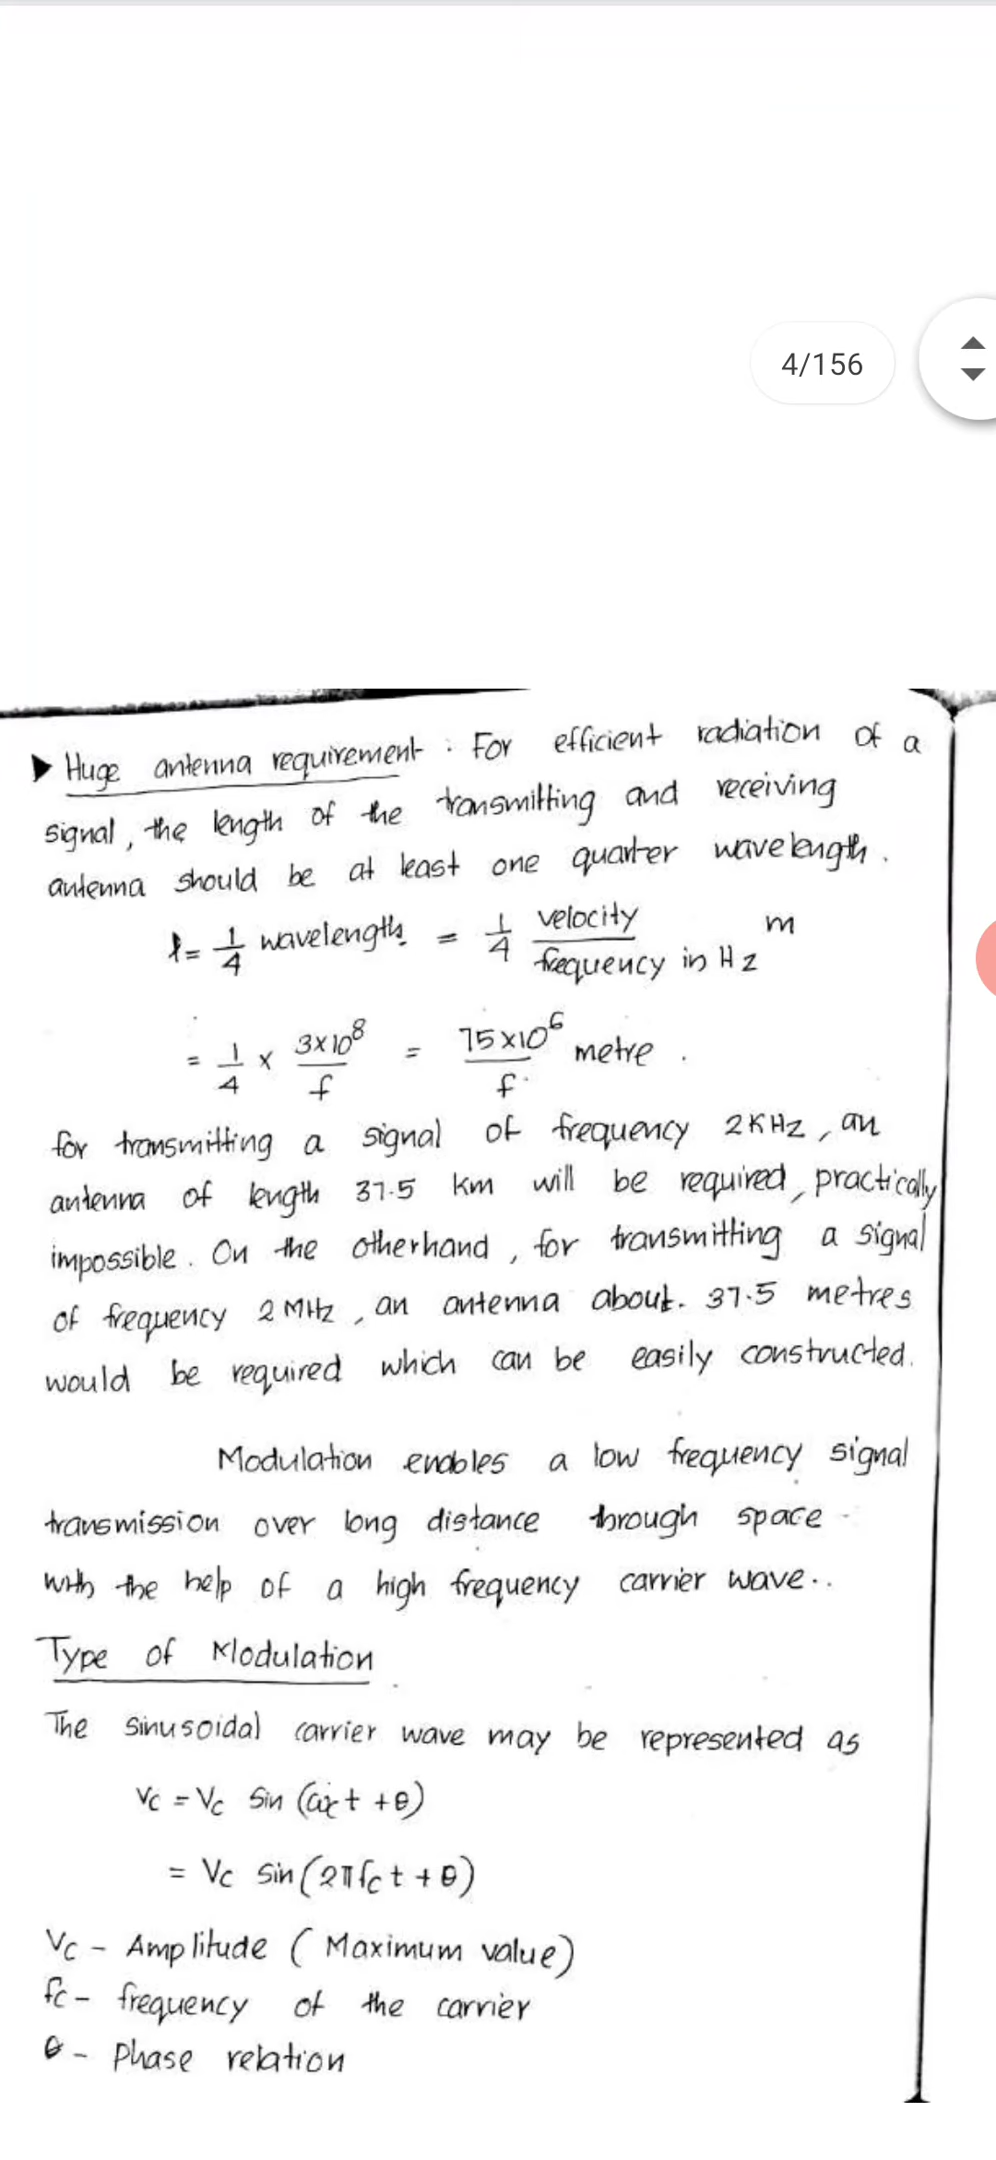 4/156
▶ Huge antenna requirement : For efficient radiation of a
signal, the length of the transmitting and receiving
antenna should be at least one quarter wavelength.
l = 1/4 wavelength = 1/4 velocity/frequency in Hz m
= 1/4 × 3×10⁸/f = 75×10⁶/f metre.
for transmitting a signal of frequency 2KHz, an
antenna of length 37.5 km will be required, practically
impossible. On the otherhand, for transmitting a signal
of frequency 2 MHz, an antenna about. 37.5 metres
would be required which can be easily constructed.
Modulation enables a low frequency signal
transmission over long distance through space
with the help of a high frequency carrier wave..
Type of Modulation
The sinusoidal carrier wave may be represented as
Vc = Vc sin (ωct + θ)
= Vc sin (2πfct + θ)
Vc - Amplitude (Maximum value)
fc - frequency of the carrier
θ - Phase relation